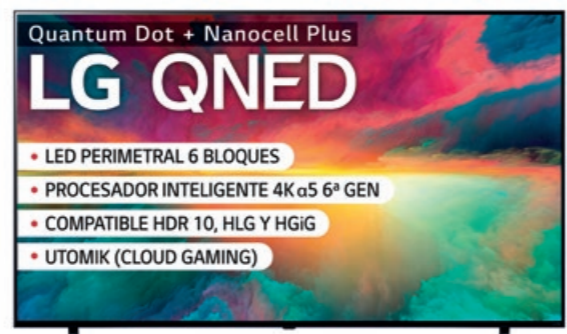 Quantum Dot + Nanocell Plus
LG QNED
• LED PERIMETRAL 6 BLOQUES
• PROCESADOR INTELIGENTE 4K α5 6ª GEN
• COMPATIBLE HDR 10, HLG Y HGiG
• UTOMIK (CLOUD GAMING)